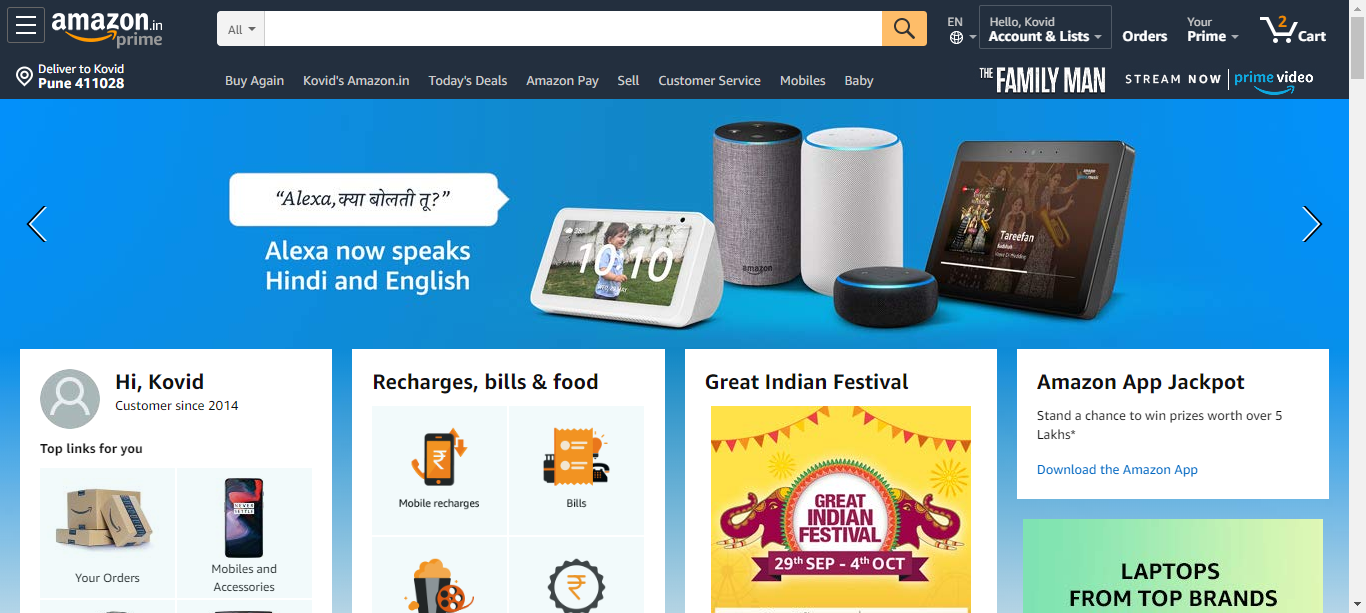 amazon.in
prime
All
EN
Hello, Kovid
Account & Lists
Orders
Your
Prime
2
Cart
Deliver to Kovid
Pune 411028
Buy Again
Kovid's Amazon.in
Today's Deals
Amazon Pay
Sell
Customer Service
Mobiles
Baby
THE FAMILY MAN
STREAM NOW
prime video
“Alexa, क्या बोलती तू?”
Alexa now speaks
Hindi and English
10:10
amazon
Tareefan
Hi, Kovid
Customer since 2014
Top links for you
Your Orders
Mobiles and
Accessories
Recharges, bills & food
Mobile recharges
Bills
Great Indian Festival
GREAT
INDIAN
FESTIVAL
29th SEP - 4th OCT
Amazon App Jackpot
Stand a chance to win prizes worth over 5
Lakhs*
Download the Amazon App
LAPTOPS
FROM TOP BRANDS